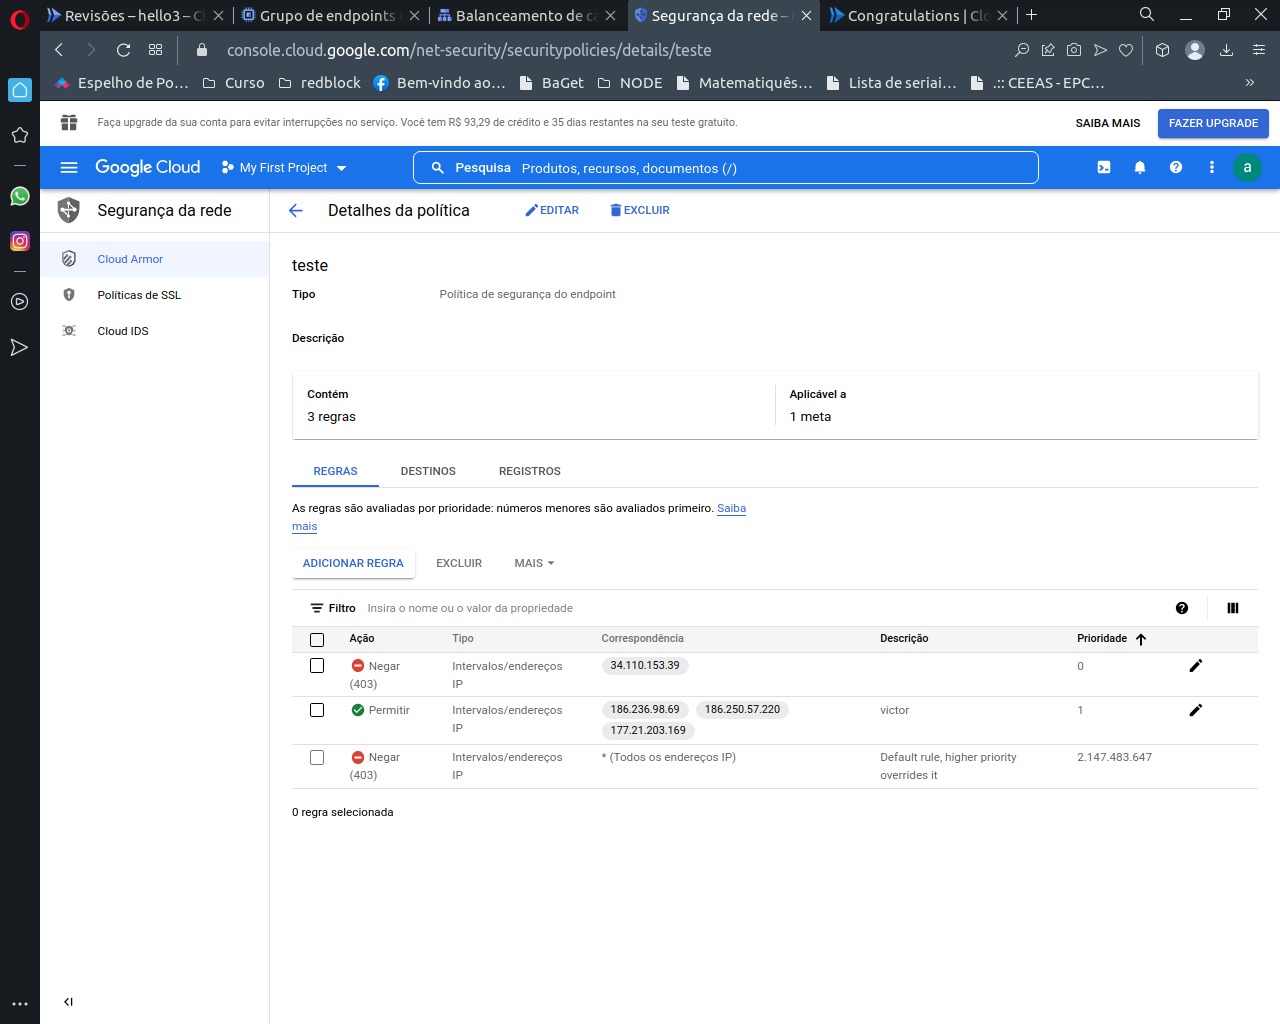 Revisões – hello3 – Cl
Grupo de endpoints
Balanceamento de ca
Segurança da rede –
Congratulations | Clo
console.cloud.google.com/net-security/securitypolicies/details/teste
Espelho de Po...
Curso
redblock
Bem-vindo ao...
BaGet
NODE
Matematiquês...
Lista de seriai...
.:: CEEAS - EPC...
»
Faça upgrade da sua conta para evitar interrupções no serviço. Você tem R$ 93,29 de crédito e 35 dias restantes na seu teste gratuito.
SAIBA MAIS
FAZER UPGRADE
Google Cloud
My First Project
Pesquisa Produtos, recursos, documentos (/)
a
Segurança da rede
Detalhes da política
EDITAR
EXCLUIR
Cloud Armor
Políticas de SSL
Cloud IDS
teste
Tipo
Política de segurança do endpoint
Descrição
Contém
3 regras
Aplicável a
1 meta
REGRAS
DESTINOS
REGISTROS
As regras são avaliadas por prioridade: números menores são avaliados primeiro. Saiba
mais
ADICIONAR REGRA
EXCLUIR
MAIS
Filtro Insira o nome ou o valor da propriedade
Ação Tipo Correspondência Descrição Prioridade
Negar Intervalos/endereços 34.110.153.39 0
(403) IP
Permitir Intervalos/endereços 186.236.98.69 186.250.57.220 victor 1
IP 177.21.203.169
Negar Intervalos/endereços * (Todos os endereços IP) Default rule, higher priority 2.147.483.647
(403) IP overrides it
0 regra selecionada